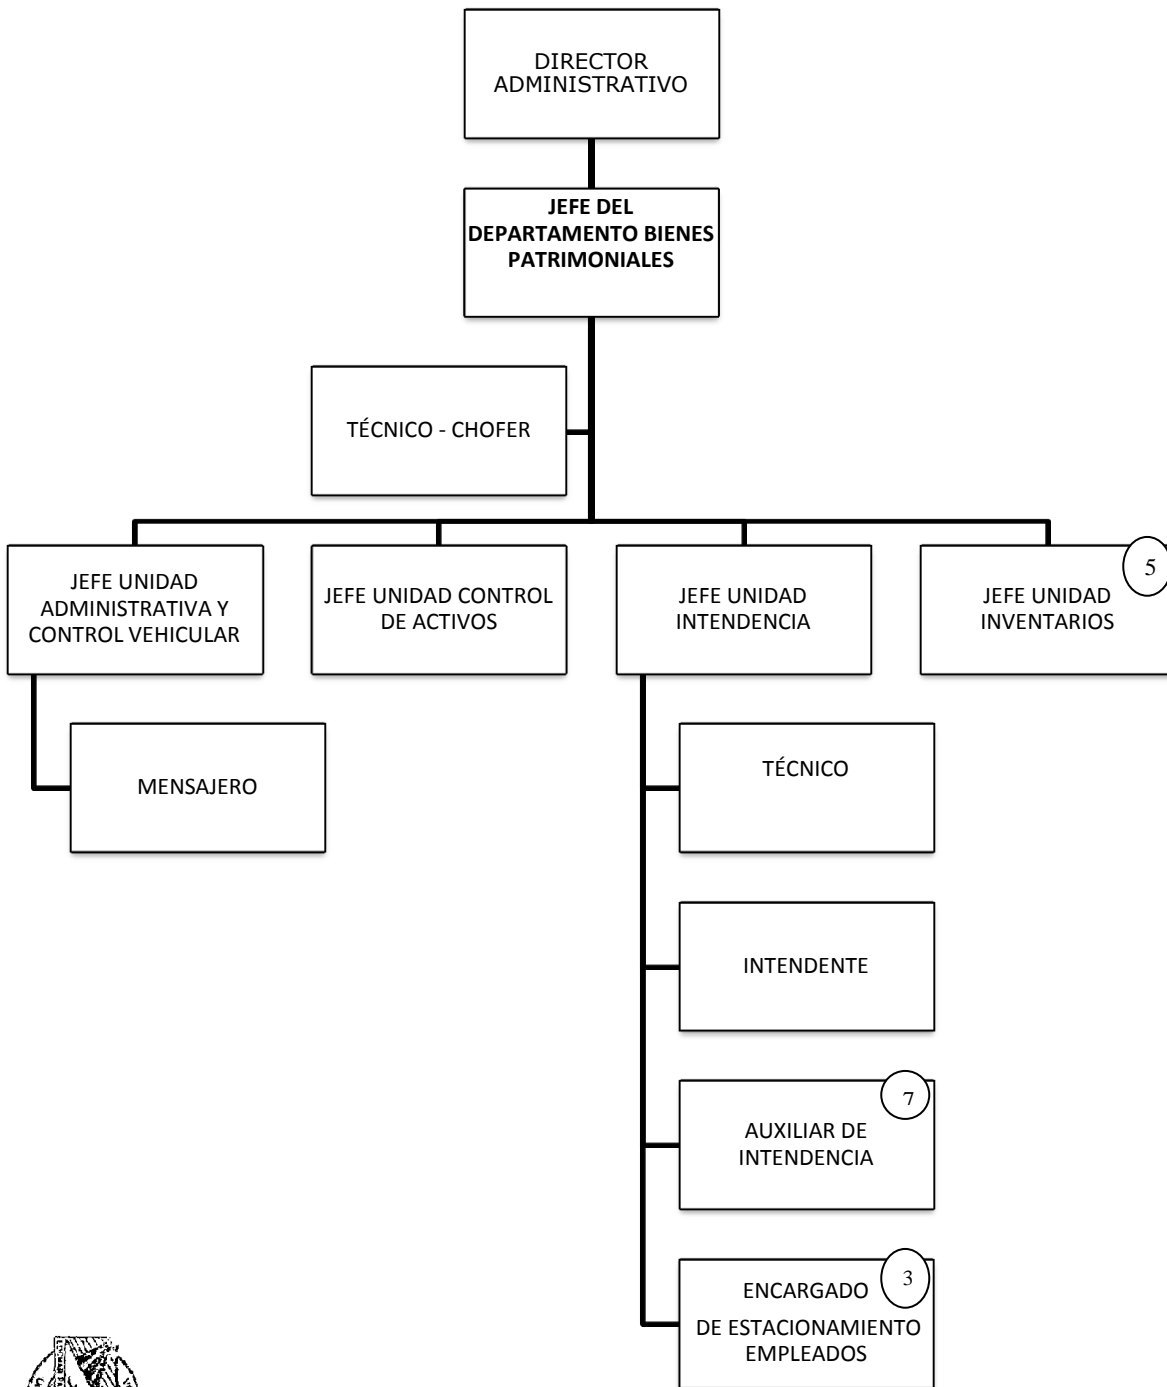 DIRECTOR
ADMINISTRATIVO
JEFE DEL
DEPARTAMENTO BIENES
PATRIMONIALES
TÉCNICO - CHOFER
JEFE UNIDAD
ADMINISTRATIVA Y
CONTROL VEHICULAR
JEFE UNIDAD CONTROL
DE ACTIVOS
JEFE UNIDAD
INTENDENCIA
5
JEFE UNIDAD
INVENTARIOS
MENSAJERO
TÉCNICO
INTENDENTE
7
AUXILIAR DE
INTENDENCIA
3
ENCARGADO
DE ESTACIONAMIENTO
EMPLEADOS